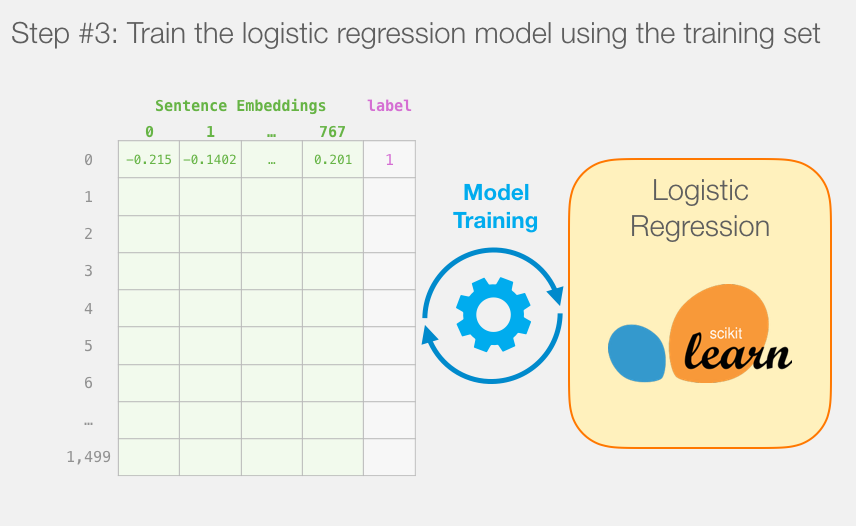 Step #3: Train the logistic regression model using the training set
Sentence Embeddings label
0 1 … 767
0 -0.215 -0.1402 … 0.201 1
1
2
3
4
5
6
…
1,499
Model
Training
Logistic
Regression
scikit
learn